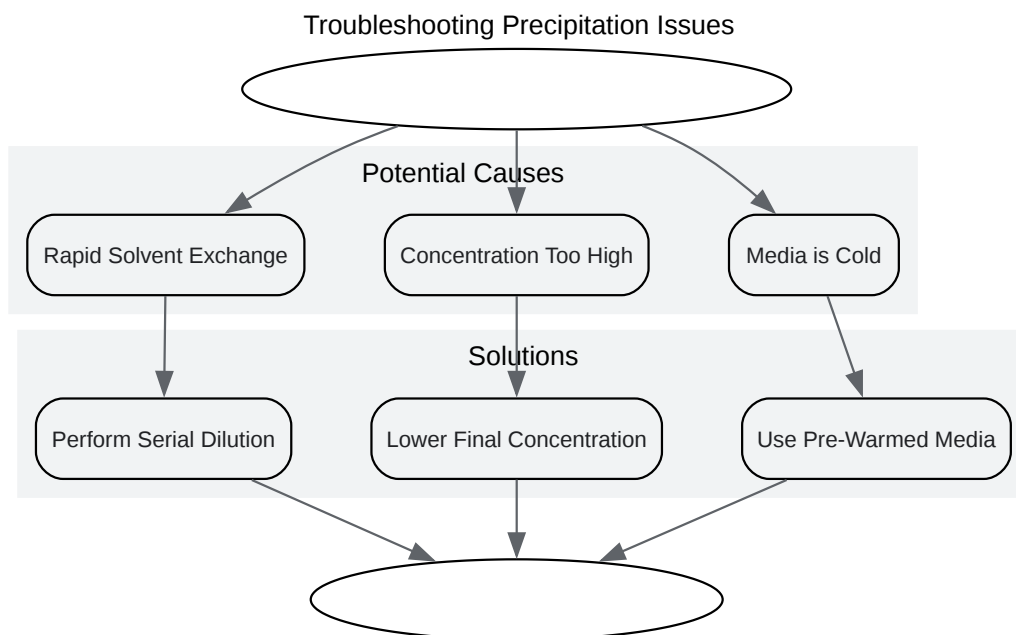 Troubleshooting Precipitation Issues
Potential Causes
Rapid Solvent Exchange
Concentration Too High
Media is Cold
Solutions
Perform Serial Dilution
Lower Final Concentration
Use Pre-Warmed Media